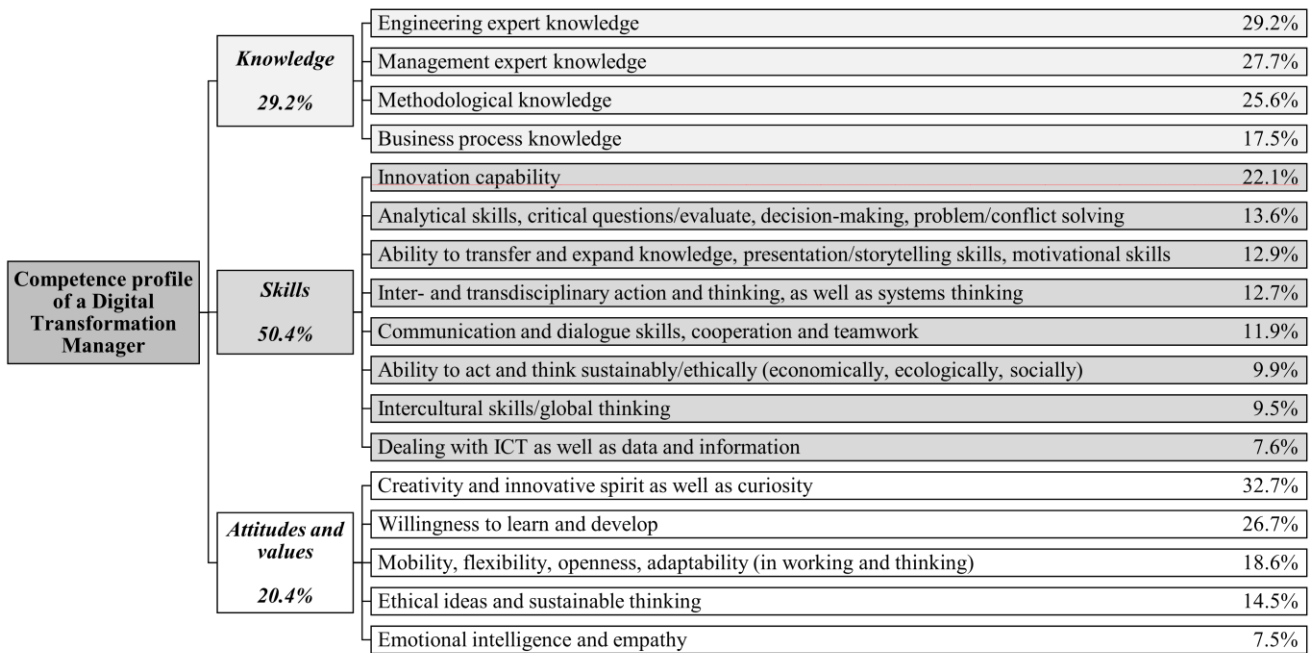 Competence profile
of a Digital
Transformation
Manager
Knowledge
29.2%
Engineering expert knowledge 29.2%
Management expert knowledge 27.7%
Methodological knowledge 25.6%
Business process knowledge 17.5%
Skills
50.4%
Innovation capability 22.1%
Analytical skills, critical questions/evaluate, decision-making, problem/conflict solving 13.6%
Ability to transfer and expand knowledge, presentation/storytelling skills, motivational skills 12.9%
Inter- and transdisciplinary action and thinking, as well as systems thinking 12.7%
Communication and dialogue skills, cooperation and teamwork 11.9%
Ability to act and think sustainably/ethically (economically, ecologically, socially) 9.9%
Intercultural skills/global thinking 9.5%
Dealing with ICT as well as data and information 7.6%
Attitudes and
values
20.4%
Creativity and innovative spirit as well as curiosity 32.7%
Willingness to learn and develop 26.7%
Mobility, flexibility, openness, adaptability (in working and thinking) 18.6%
Ethical ideas and sustainable thinking 14.5%
Emotional intelligence and empathy 7.5%